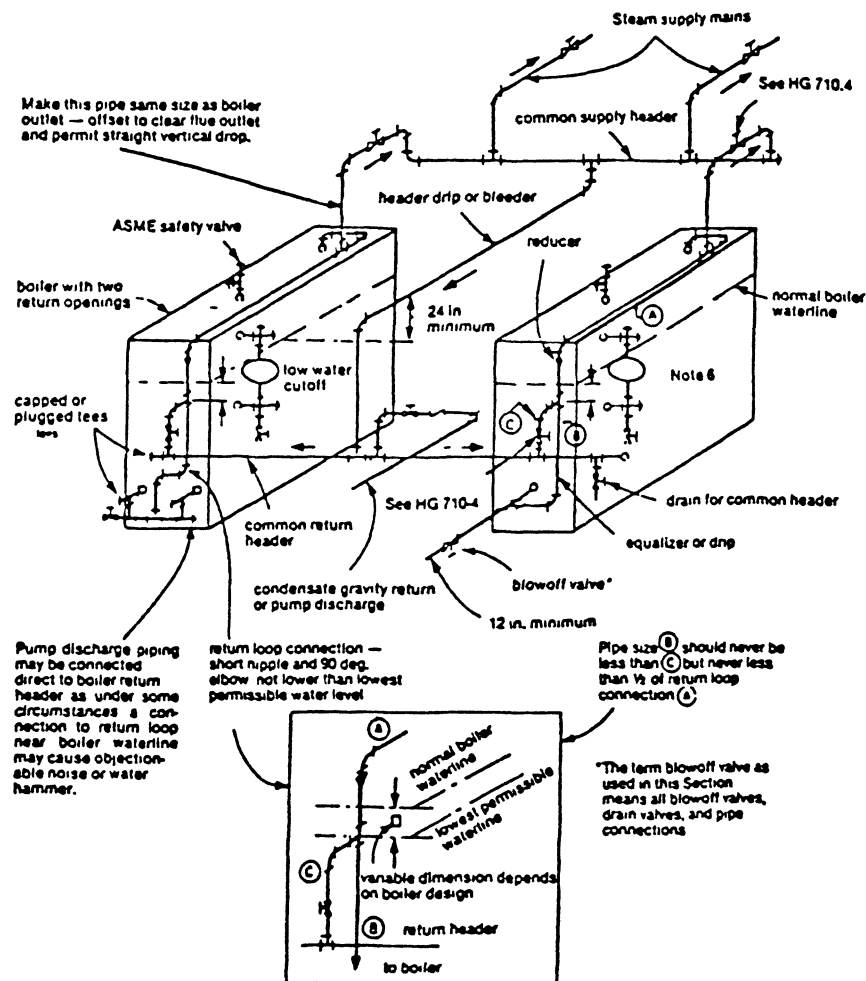 Steam supply mains
See HG 710.4
Make this pipe same size as boiler
outlet — offset to clear flue outlet
and permit straight vertical drop.
common supply header
header drip or bleeder
ASME safety valve
reducer
boiler with two
return openings
24 in
minimum
normal boiler
waterline
A
low water
cutoff
Note 6
capped or
plugged tees
C
B
See HG 710-4
drain for common header
common return
header
equalizer or drip
condensate gravity return
or pump discharge
blowoff valve*
12 in. minimum
Pump discharge piping
may be connected
direct to boiler return
header as under some
circumstances a con-
nection to return loop
near boiler waterline
may cause objection-
able noise or water
hammer.
return loop connection —
short nipple and 90 deg.
elbow not lower than lowest
permissible water level
Pipe size B should never be
less than C but never less
than ½ of return loop
connection A
*The term blowoff valve as
used in this Section
means all blowoff valves,
drain valves, and pipe
connections
A
normal boiler
waterline
lowest permissible
waterline
C
variable dimension depends
on boiler design
B return header
to boiler